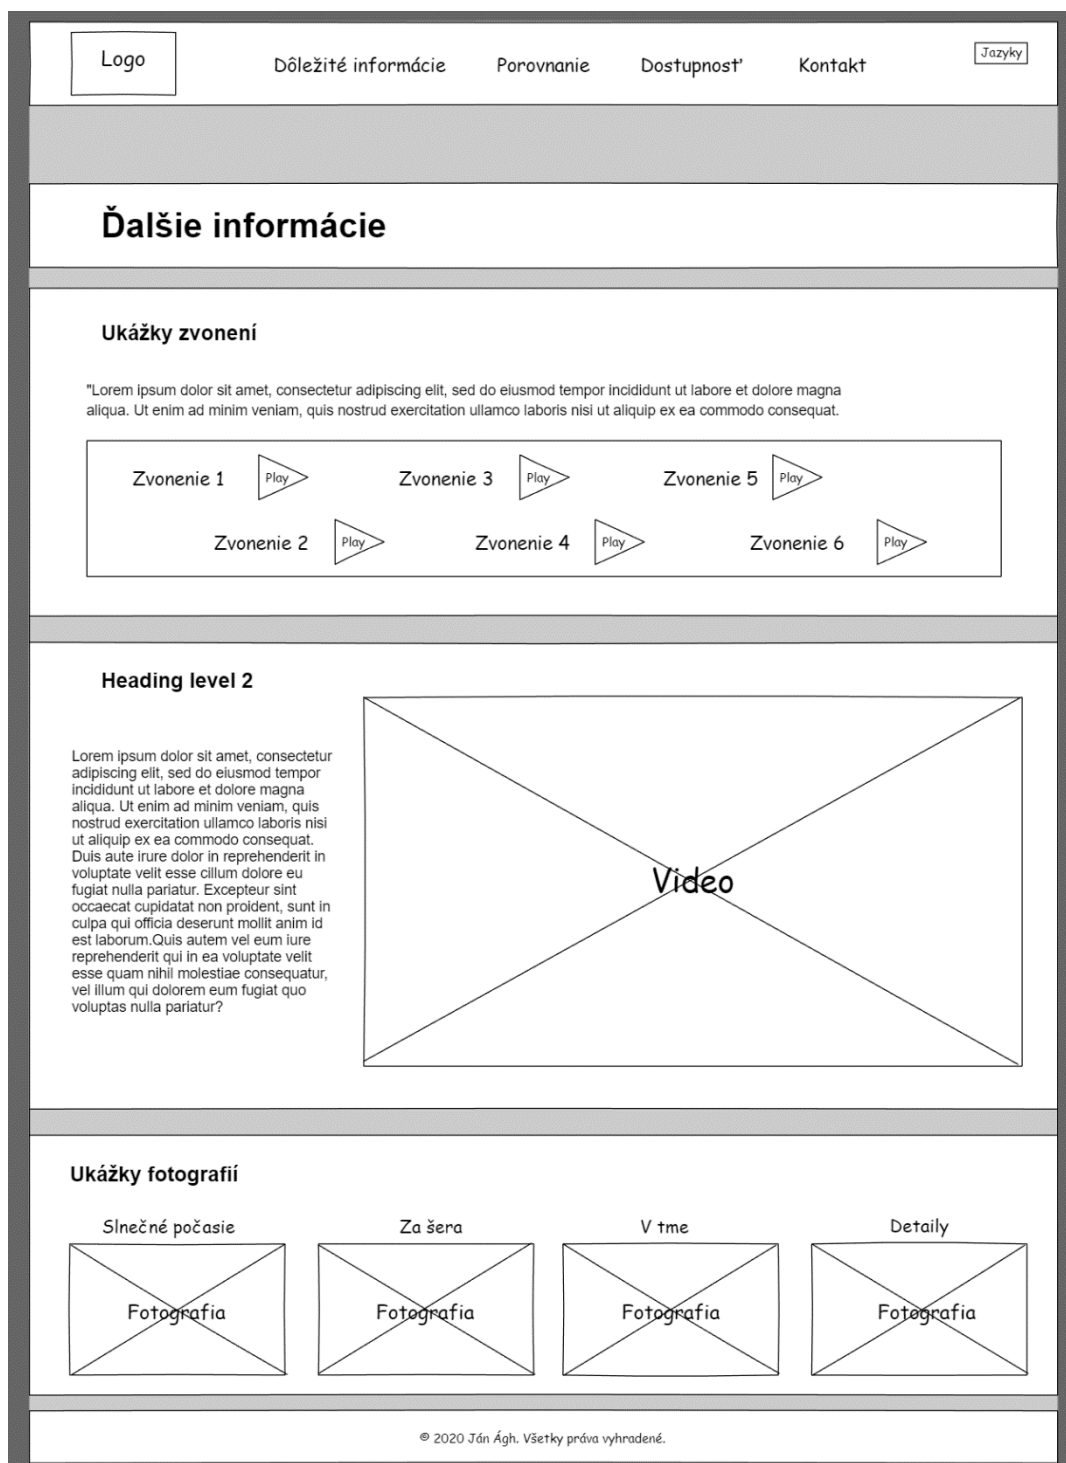 Logo
Dôležité informácie
Porovnanie
Dostupnosť
Kontakt
Jazyky
Ďalšie informácie
Ukážky zvonení
"Lorem ipsum dolor sit amet, consectetur adipiscing elit, sed do eiusmod tempor incididunt ut labore et dolore magna
aliqua. Ut enim ad minim veniam, quis nostrud exercitation ullamco laboris nisi ut aliquip ex ea commodo consequat.
Zvonenie 1 Play Zvonenie 3 Play Zvonenie 5 Play
Zvonenie 2 Play Zvonenie 4 Play Zvonenie 6 Play
Heading level 2
Lorem ipsum dolor sit amet, consectetur
adipiscing elit, sed do eiusmod tempor
incididunt ut labore et dolore magna
aliqua. Ut enim ad minim veniam, quis
nostrud exercitation ullamco laboris nisi
ut aliquip ex ea commodo consequat.
Duis aute irure dolor in reprehenderit in
voluptate velit esse cillum dolore eu
fugiat nulla pariatur. Excepteur sint
occaecat cupidatat non proident, sunt in
culpa qui officia deserunt mollit anim id
est laborum.Quis autem vel eum iure
reprehenderit qui in ea voluptate velit
esse quam nihil molestiae consequatur,
vel illum qui dolorem eum fugiat quo
voluptas nulla pariatur?
Video
Ukážky fotografií
Slnečné počasie
Za šera
V tme
Detaily
Fotografia
Fotografia
Fotografia
Fotografia
© 2020 Ján Ágh. Všetky práva vyhradené.